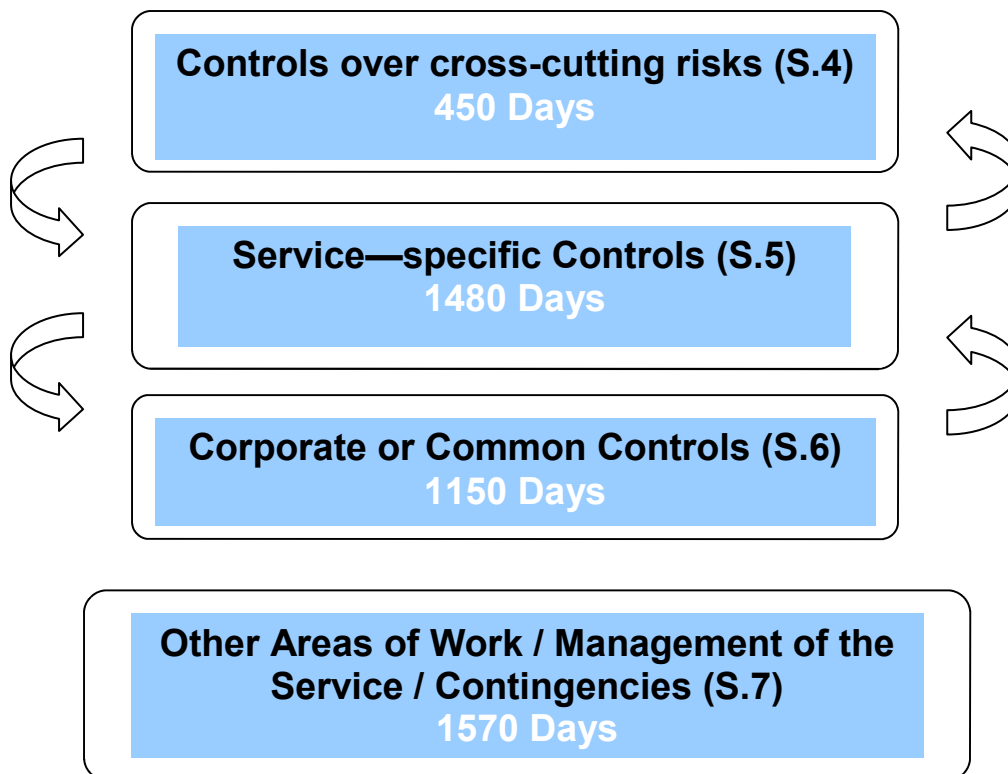 Controls over cross-cutting risks (S.4)
450 Days
Service—specific Controls (S.5)
1480 Days
Corporate or Common Controls (S.6)
1150 Days
Other Areas of Work / Management of the
Service / Contingencies (S.7)
1570 Days